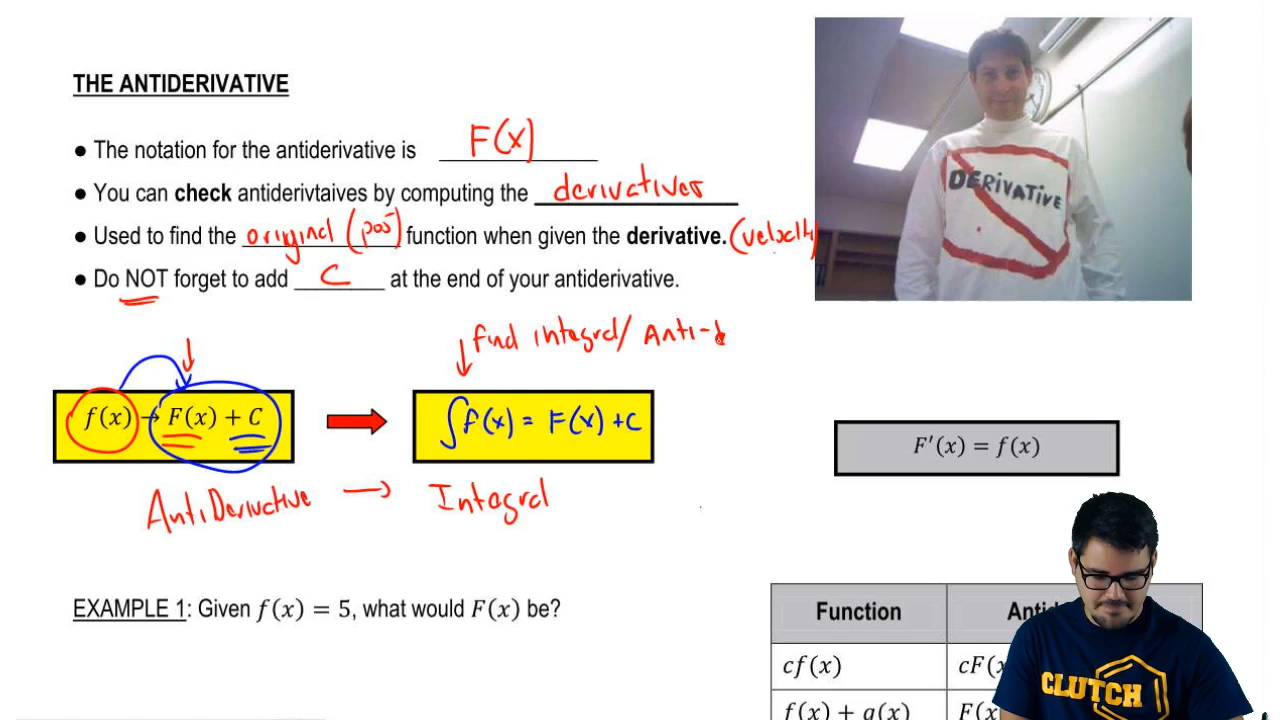 THE ANTIDERIVATIVE
● The notation for the antiderivative is F(x)
● You can check antiderivtaives by computing the derivatives
● Used to find the original (pos) function when given the derivative. (velocity)
● Do NOT forget to add C at the end of your antiderivative.
DERIVATIVE
find integral/ Anti-d
f(x) → F(x) + C
∫f(x) = F(x) + C
F′(x) = f(x)
AntiDerivative → Integral
EXAMPLE 1: Given f(x) = 5, what would F(x) be?
Function
cf(x) cF(x
f(x) + g(x) F(x
CLUTCH